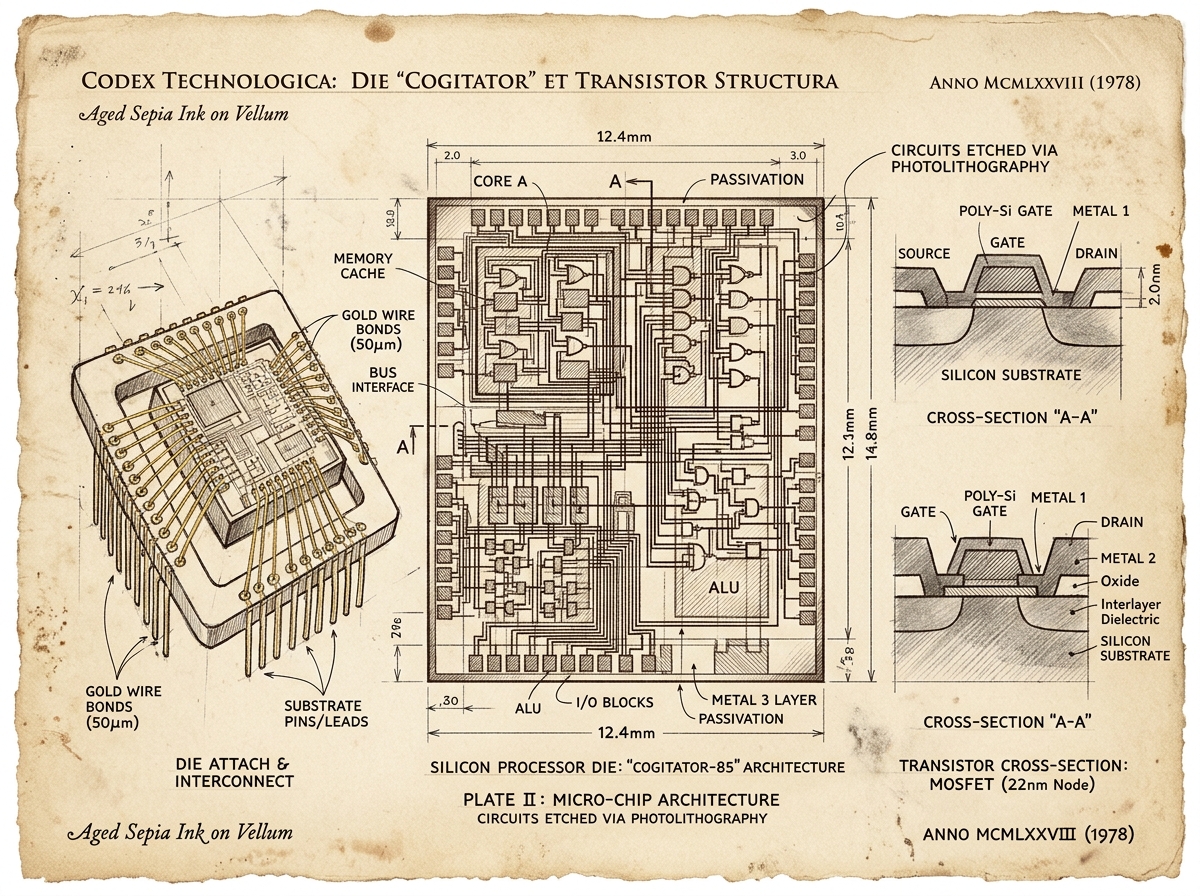 CODEX TECHNOLOGICA: DIE “COGITATOR” ET TRANSISTOR STRUCTURA
ANNO MCMLXXVIII (1978)
Aged Sepia Ink on Vellum
12.4mm
2.0
3.0
CORE A
A
PASSIVATION
CIRCUITS ETCHED VIA
PHOTOLITHOGRAPHY
MEMORY
CACHE
GOLD WIRE
BONDS
(50μm)
BUS
INTERFACE
A
12.3mm
14.8mm
ALU
.30
ALU
I/O BLOCKS
METAL 3 LAYER
PASSIVATION
12.4mm
POLY-Si GATE
METAL 1
SOURCE
GATE
DRAIN
2.0nm
SILICON SUBSTRATE
CROSS-SECTION “A-A”
GATE
POLY-Si
GATE
METAL 1
DRAIN
METAL 2
Oxide
Interlayer
Dielectric
SILICON
SUBSTRATE
CROSS-SECTION “A-A”
GOLD WIRE
BONDS
(50μm)
SUBSTRATE
PINS/LEADS
DIE ATTACH &
INTERCONNECT
SILICON PROCESSOR DIE: “COGITATOR-85” ARCHITECTURE
PLATE II: MICRO-CHIP ARCHITECTURE
CIRCUITS ETCHED VIA PHOTOLITHOGRAPHY
TRANSISTOR CROSS-SECTION:
MOSFET (22nm Node)
Aged Sepia Ink on Vellum
ANNO MCMLXXVIII (1978)